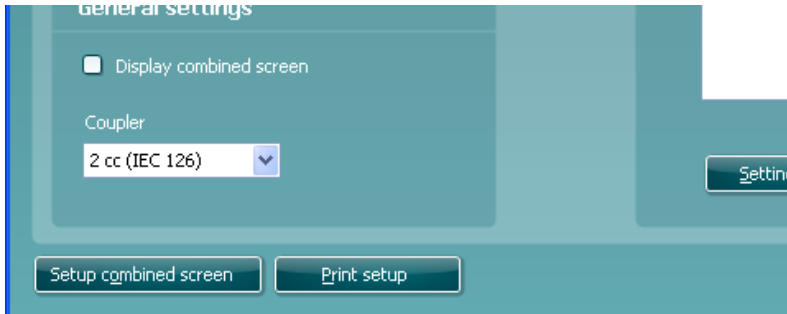 General settings
Display combined screen
Coupler
2 cc (IEC 126)
Setup combined screen
Print setup